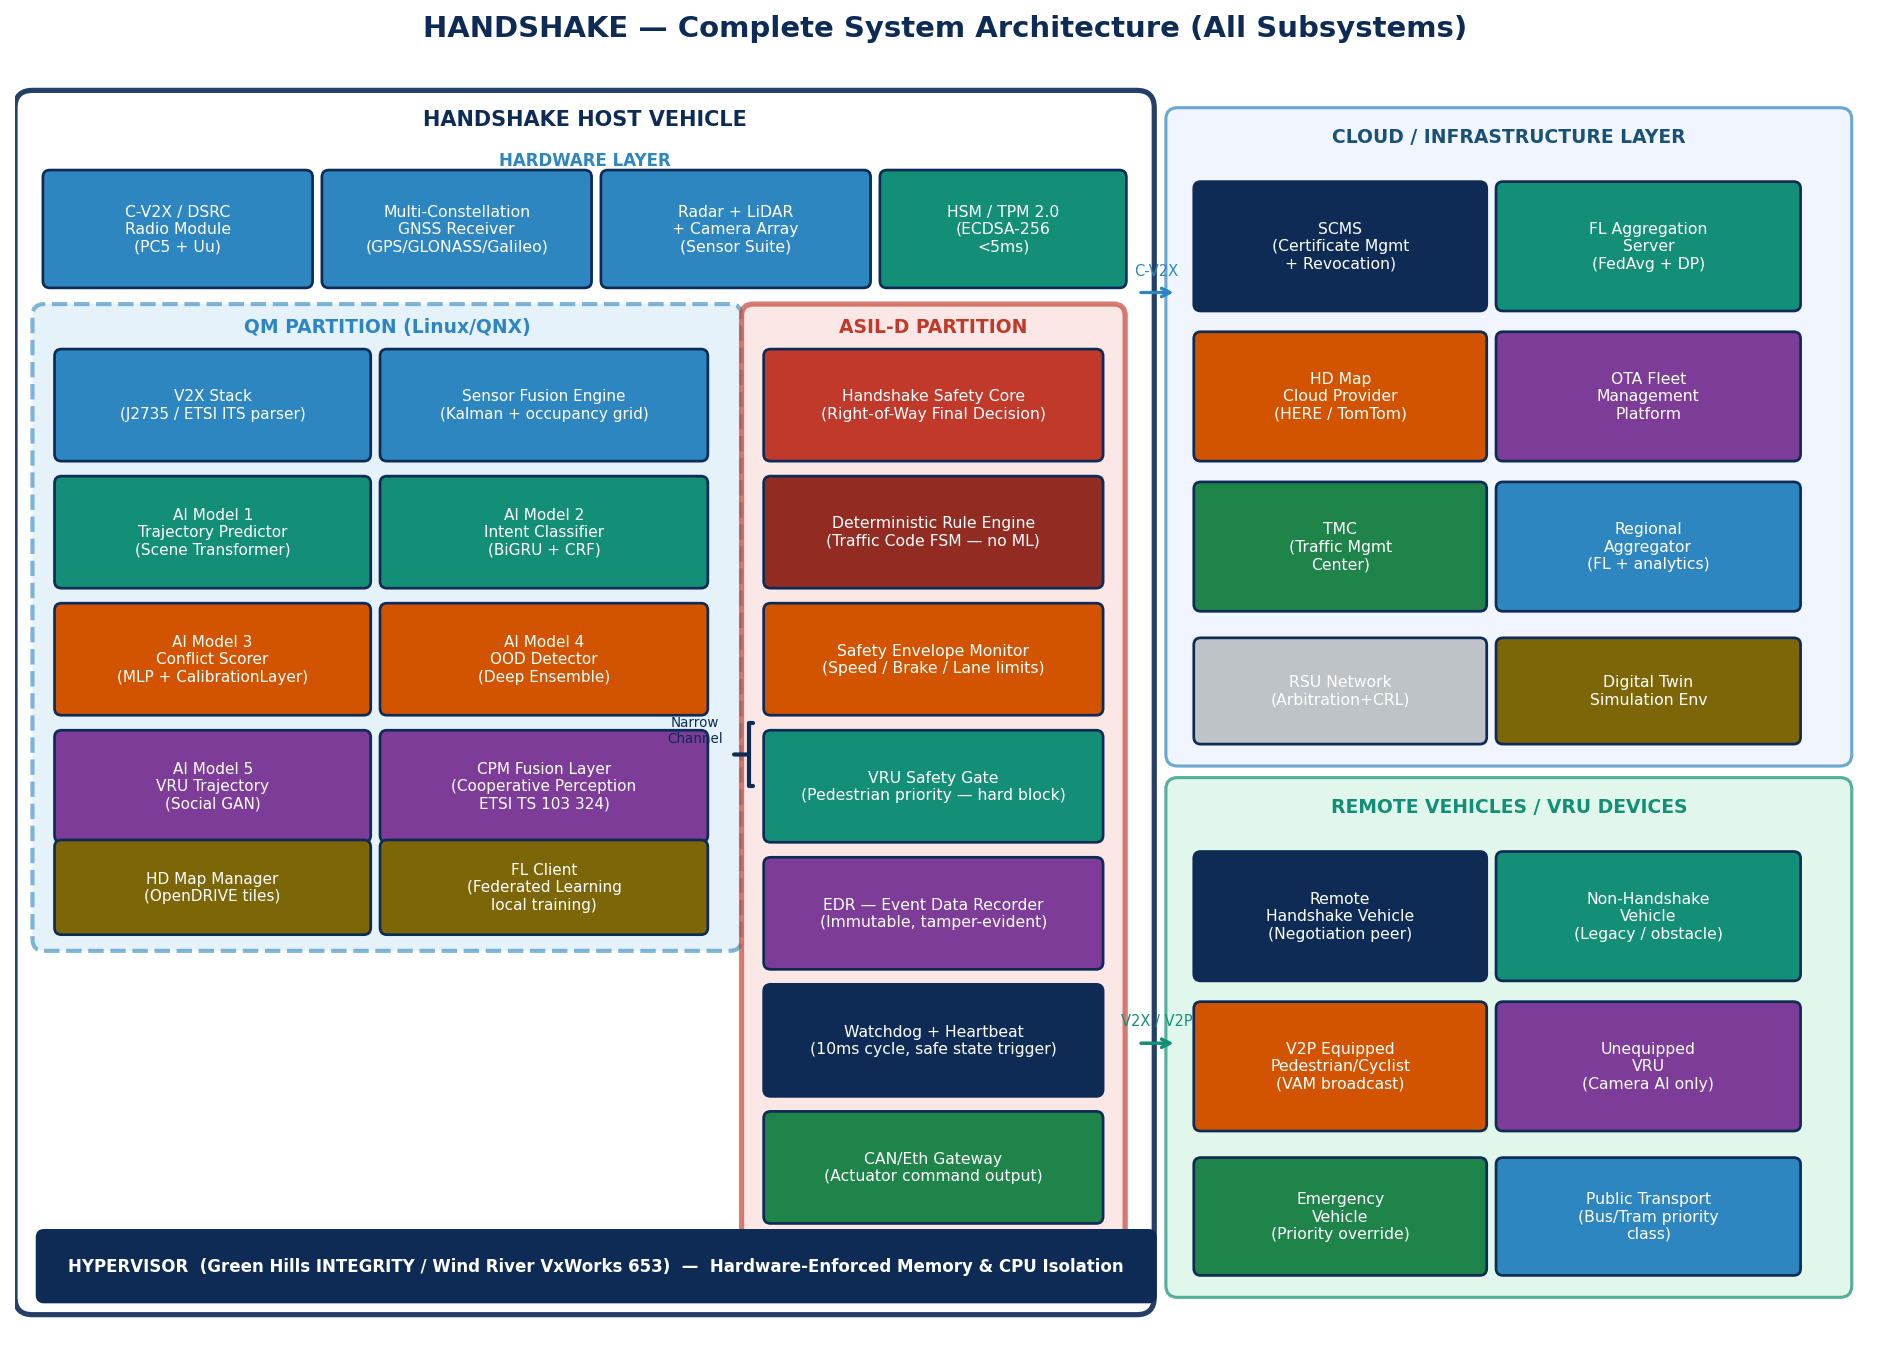 HANDSHAKE — Complete System Architecture (All Subsystems)
HANDSHAKE HOST VEHICLE
HARDWARE LAYER
C-V2X / DSRC
Radio Module
(PC5 + Uu)
Multi-Constellation
GNSS Receiver
(GPS/GLONASS/Galileo)
Radar + LiDAR
+ Camera Array
(Sensor Suite)
HSM / TPM 2.0
(ECDSA-256
<5ms)
QM PARTITION (Linux/QNX)
V2X Stack
(J2735 / ETSI ITS parser)
Sensor Fusion Engine
(Kalman + occupancy grid)
AI Model 1
Trajectory Predictor
(Scene Transformer)
AI Model 2
Intent Classifier
(BiGRU + CRF)
AI Model 3
Conflict Scorer
(MLP + CalibrationLayer)
AI Model 4
OOD Detector
(Deep Ensemble)
AI Model 5
VRU Trajectory
(Social GAN)
CPM Fusion Layer
(Cooperative Perception
ETSI TS 103 324)
HD Map Manager
(OpenDRIVE tiles)
FL Client
(Federated Learning
local training)
Narrow
Channel
ASIL-D PARTITION
Handshake Safety Core
(Right-of-Way Final Decision)
Deterministic Rule Engine
(Traffic Code FSM — no ML)
Safety Envelope Monitor
(Speed / Brake / Lane limits)
VRU Safety Gate
(Pedestrian priority — hard block)
EDR — Event Data Recorder
(Immutable, tamper-evident)
Watchdog + Heartbeat
(10ms cycle, safe state trigger)
CAN/Eth Gateway
(Actuator command output)
HYPERVISOR  (Green Hills INTEGRITY / Wind River VxWorks 653)  —  Hardware-Enforced Memory & CPU Isolation
C-V2X
V2X / V2P
CLOUD / INFRASTRUCTURE LAYER
SCMS
(Certificate Mgmt
+ Revocation)
FL Aggregation
Server
(FedAvg + DP)
HD Map
Cloud Provider
(HERE / TomTom)
OTA Fleet
Management
Platform
TMC
(Traffic Mgmt
Center)
Regional
Aggregator
(FL + analytics)
RSU Network
(Arbitration+CRL)
Digital Twin
Simulation Env
REMOTE VEHICLES / VRU DEVICES
Remote
Handshake Vehicle
(Negotiation peer)
Non-Handshake
Vehicle
(Legacy / obstacle)
V2P Equipped
Pedestrian/Cyclist
(VAM broadcast)
Unequipped
VRU
(Camera AI only)
Emergency
Vehicle
(Priority override)
Public Transport
(Bus/Tram priority
class)